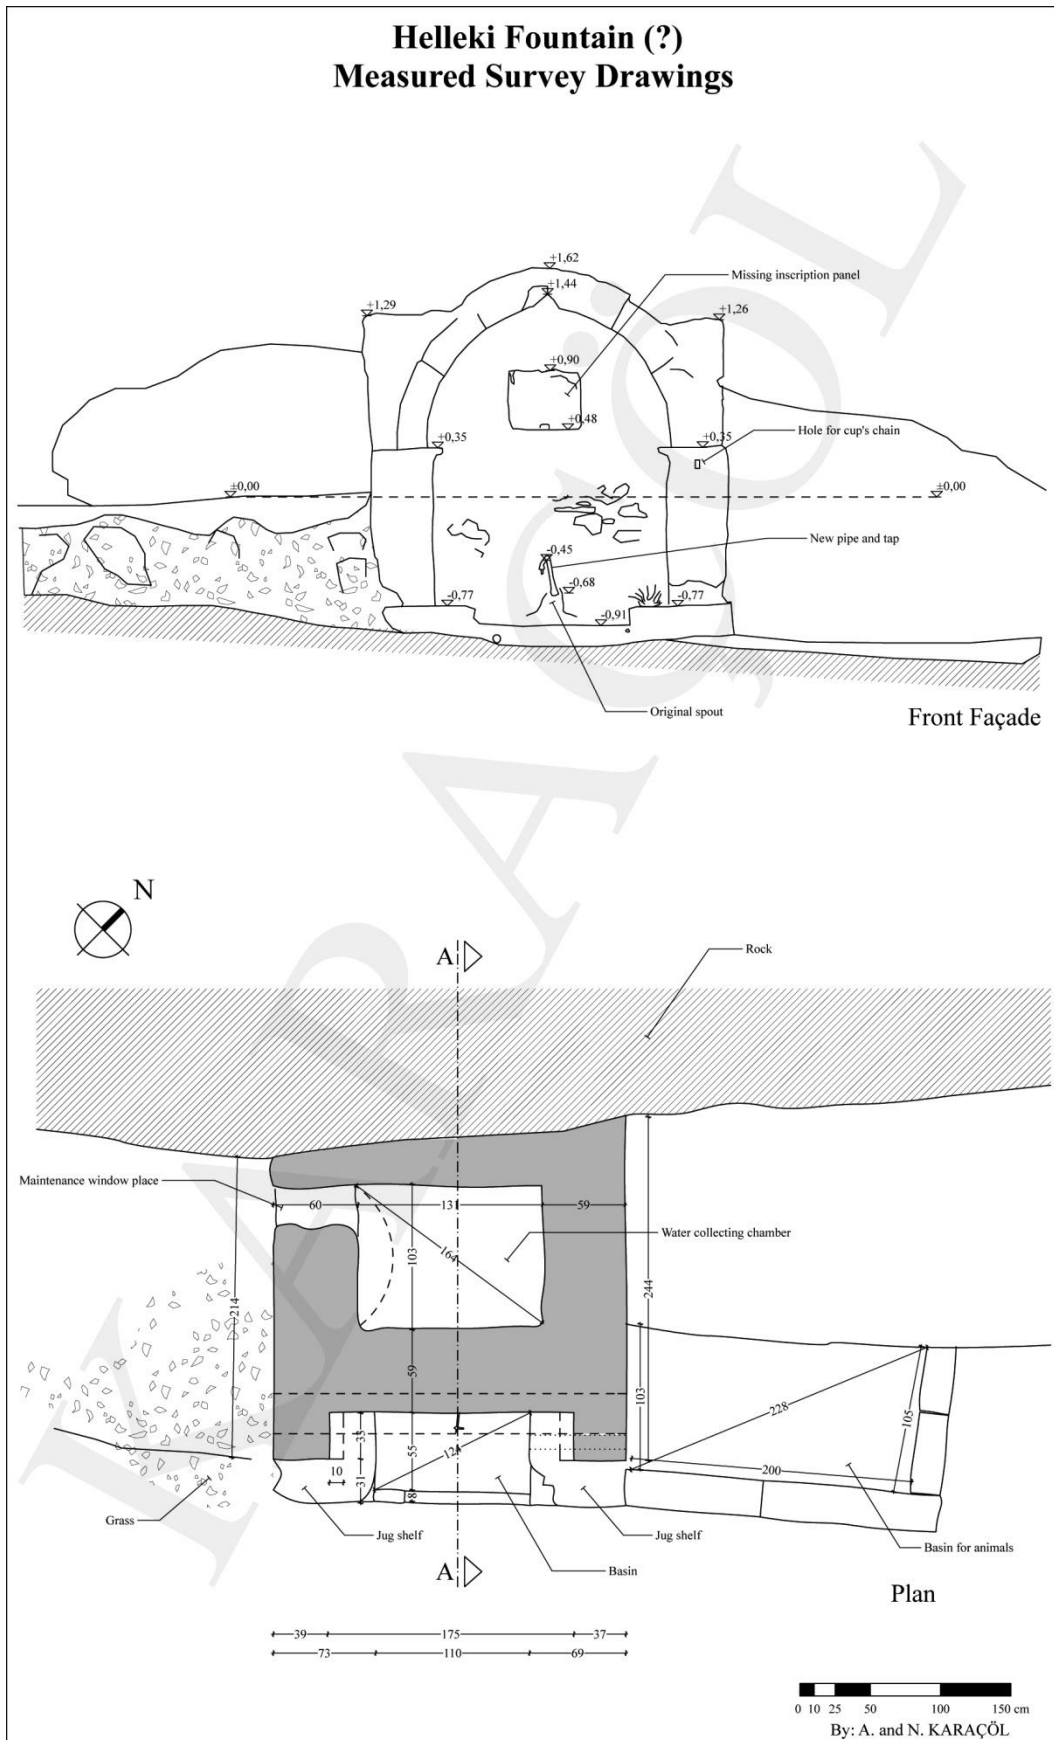 Helleki Fountain (?)
Measured Survey Drawings
+1,62
+1,44
Missing inscription panel
+1,29
+1,26
+0,90
+0,48
Hole for cup's chain
+0,35
+0,35
±0,00
±0,00
New pipe and tap
-0,45
-0,68
-0,77
-0,77
-0,91
Original spout
Front Façade
N
A
Rock
Maintenance window place
60
131
59
Water collecting chamber
164
103
214
244
59
103
228
105
33
124
55
10
31
8
200
Grass
Jug shelf
Jug shelf
Basin
Basin for animals
A
Plan
39
175
37
73
110
69
0 10 25 50 100 150 cm
By: A. and N. KARAÇÖL
KARAÇÖL